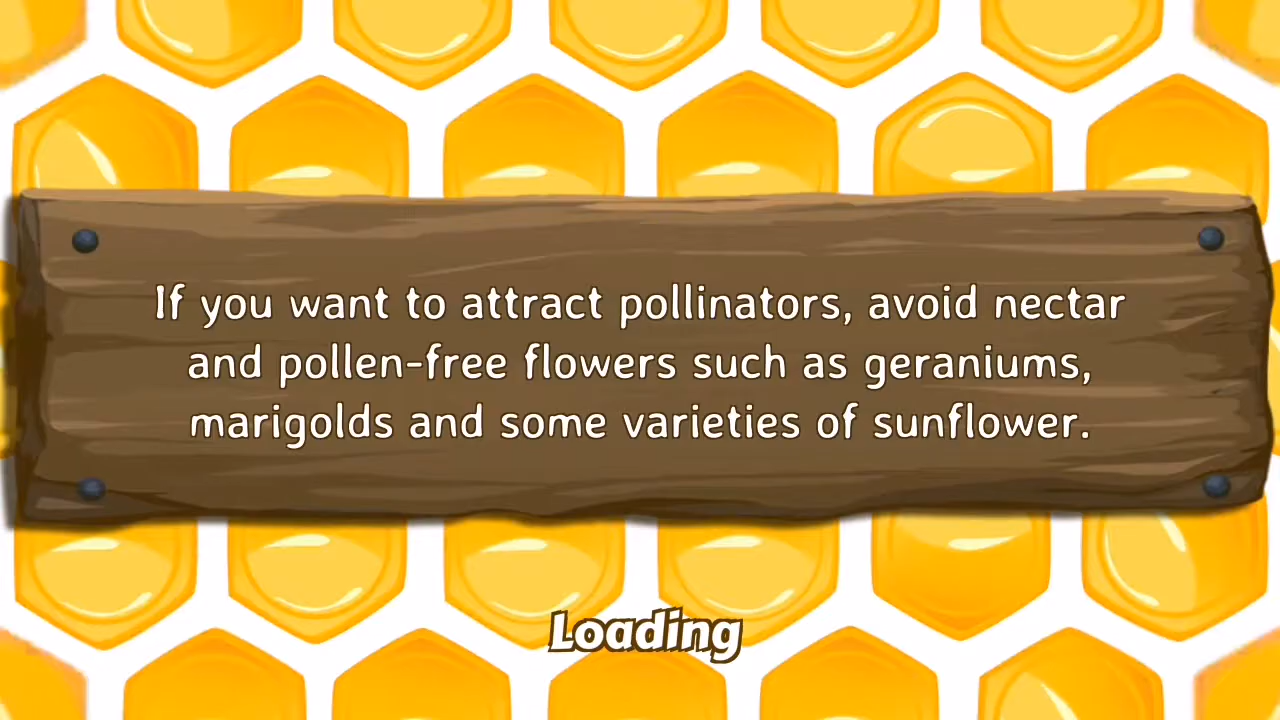 If you want to attract pollinators, avoid nectar
and pollen-free flowers such as geraniums,
marigolds and some varieties of sunflower.
Loading